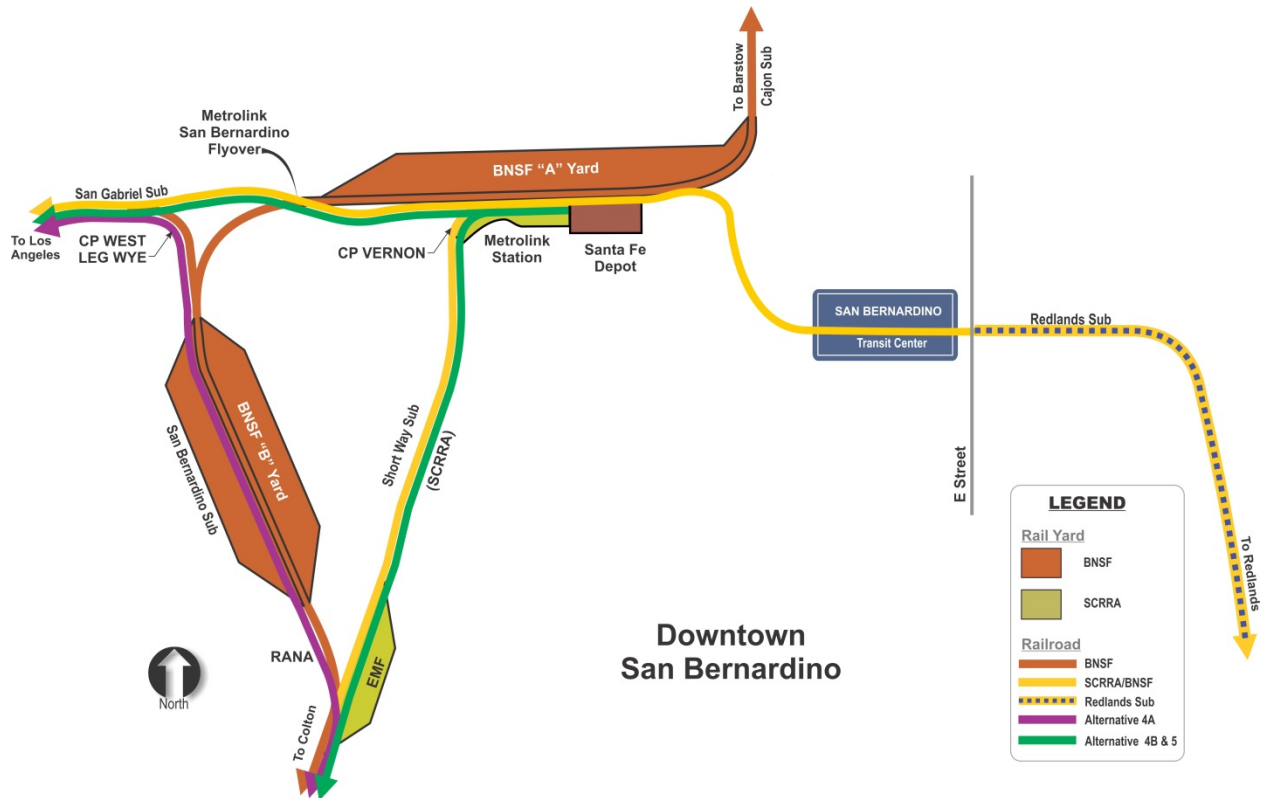 To Barstow
Cajon Sub
Metrolink
San Bernardino
Flyover
BNSF “A” Yard
San Gabriel Sub
To Los
Angeles
CP WEST
LEG WYE
CP VERNON
Metrolink
Station
Santa Fe
Depot
SAN BERNARDINO
Transit Center
Redlands Sub
BNSF “B” Yard
San Bernardino Sub
Short Way Sub
(SCRRA)
E Street
To Redlands
RANA
EMF
To Colton
North
Downtown
San Bernardino
LEGEND
Rail Yard
BNSF
SCRRA
Railroad
BNSF
SCRRA/BNSF
Redlands Sub
Alternative 4A
Alternative 4B & 5